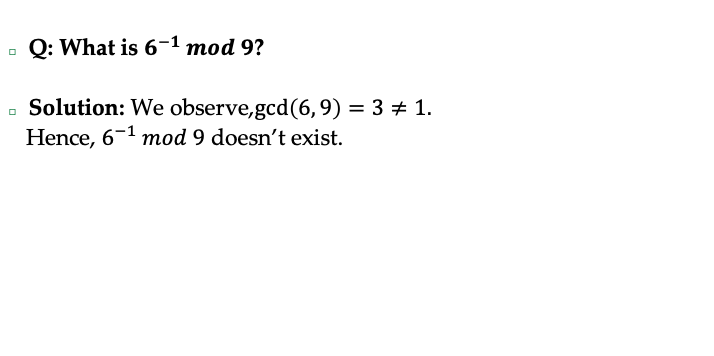 Q: What is 6⁻¹ mod 9?
Solution: We observe,gcd(6, 9) = 3 ≠ 1.
Hence, 6⁻¹ mod 9 doesn't exist.